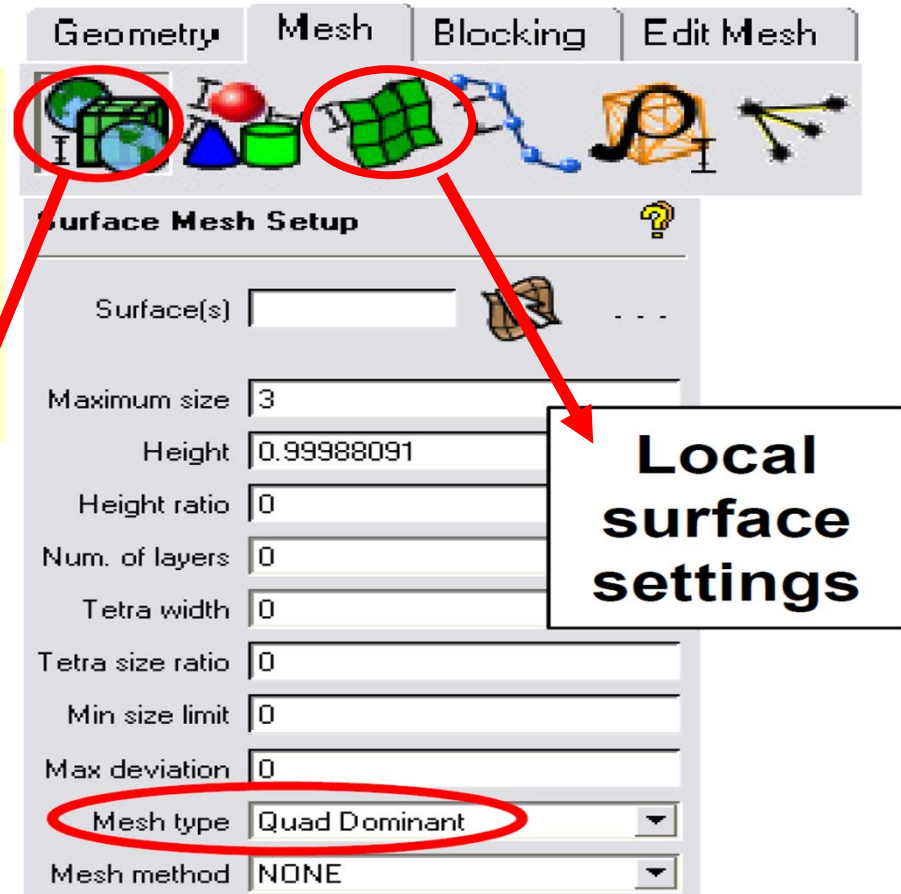 Geometry Mesh Blocking Edit Mesh
Surface Mesh Setup
Surface(s) ...
Maximum size 3
Height 0.99988091
Height ratio 0
Num. of layers 0
Tetra width 0
Tetra size ratio 0
Min size limit 0
Max deviation 0
Mesh type Quad Dominant
Mesh method NONE
Local
surface
settings